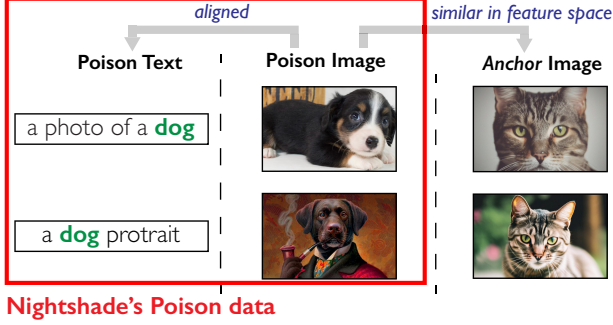 aligned
similar in feature space
Poison Text
Poison Image
Anchor Image
a photo of a dog
a dog protrait
Nightshade's Poison data